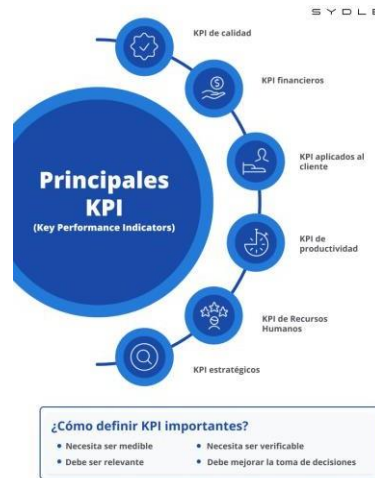 SYDLE
KPI de calidad
KPI financieros
KPI aplicados al
cliente
Principales
KPI
(Key Performance Indicators)
KPI de
productividad
KPI de Recursos
Humanos
KPI estratégicos
¿Cómo definir KPI importantes?
• Necesita ser medible
• Necesita ser verificable
• Debe ser relevante
• Debe mejorar la toma de decisiones